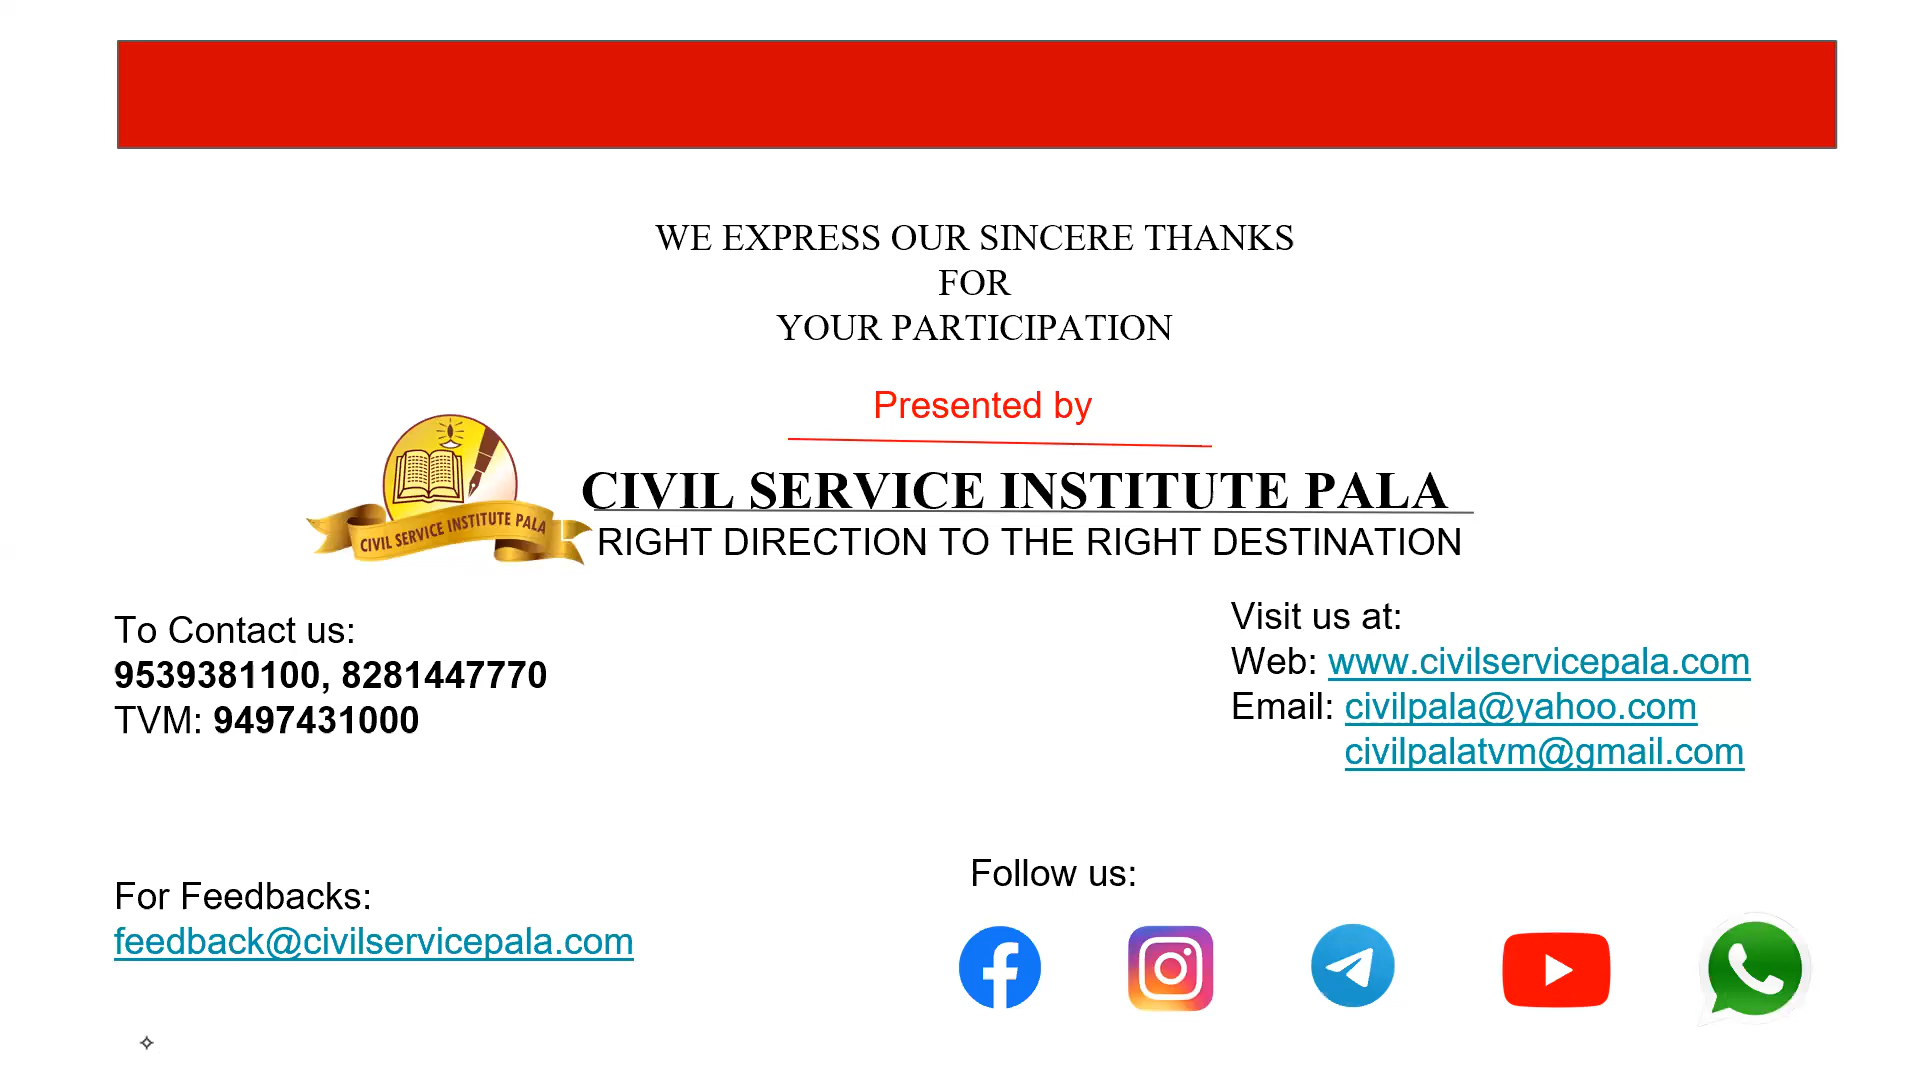 WE EXPRESS OUR SINCERE THANKS
FOR
YOUR PARTICIPATION
Presented by
CIVIL SERVICE INSTITUTE PALA
CIVIL SERVICE INSTITUTE PALA
RIGHT DIRECTION TO THE RIGHT DESTINATION
To Contact us:
9539381100, 8281447770
TVM: 9497431000
Visit us at:
Web: www.civilservicepala.com
Email: civilpala@yahoo.com
civilpalatvm@gmail.com
For Feedbacks:
feedback@civilservicepala.com
Follow us: